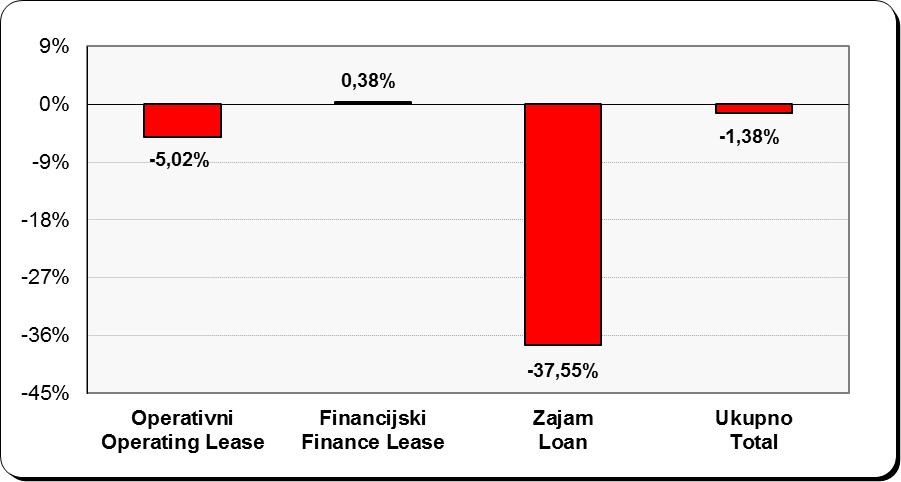 9%
0%
-9%
-18%
-27%
-36%
-45%
-5,02%
0,38%
-37,55%
-1,38%
Operativni
Operating Lease
Financijski
Finance Lease
Zajam
Loan
Ukupno
Total